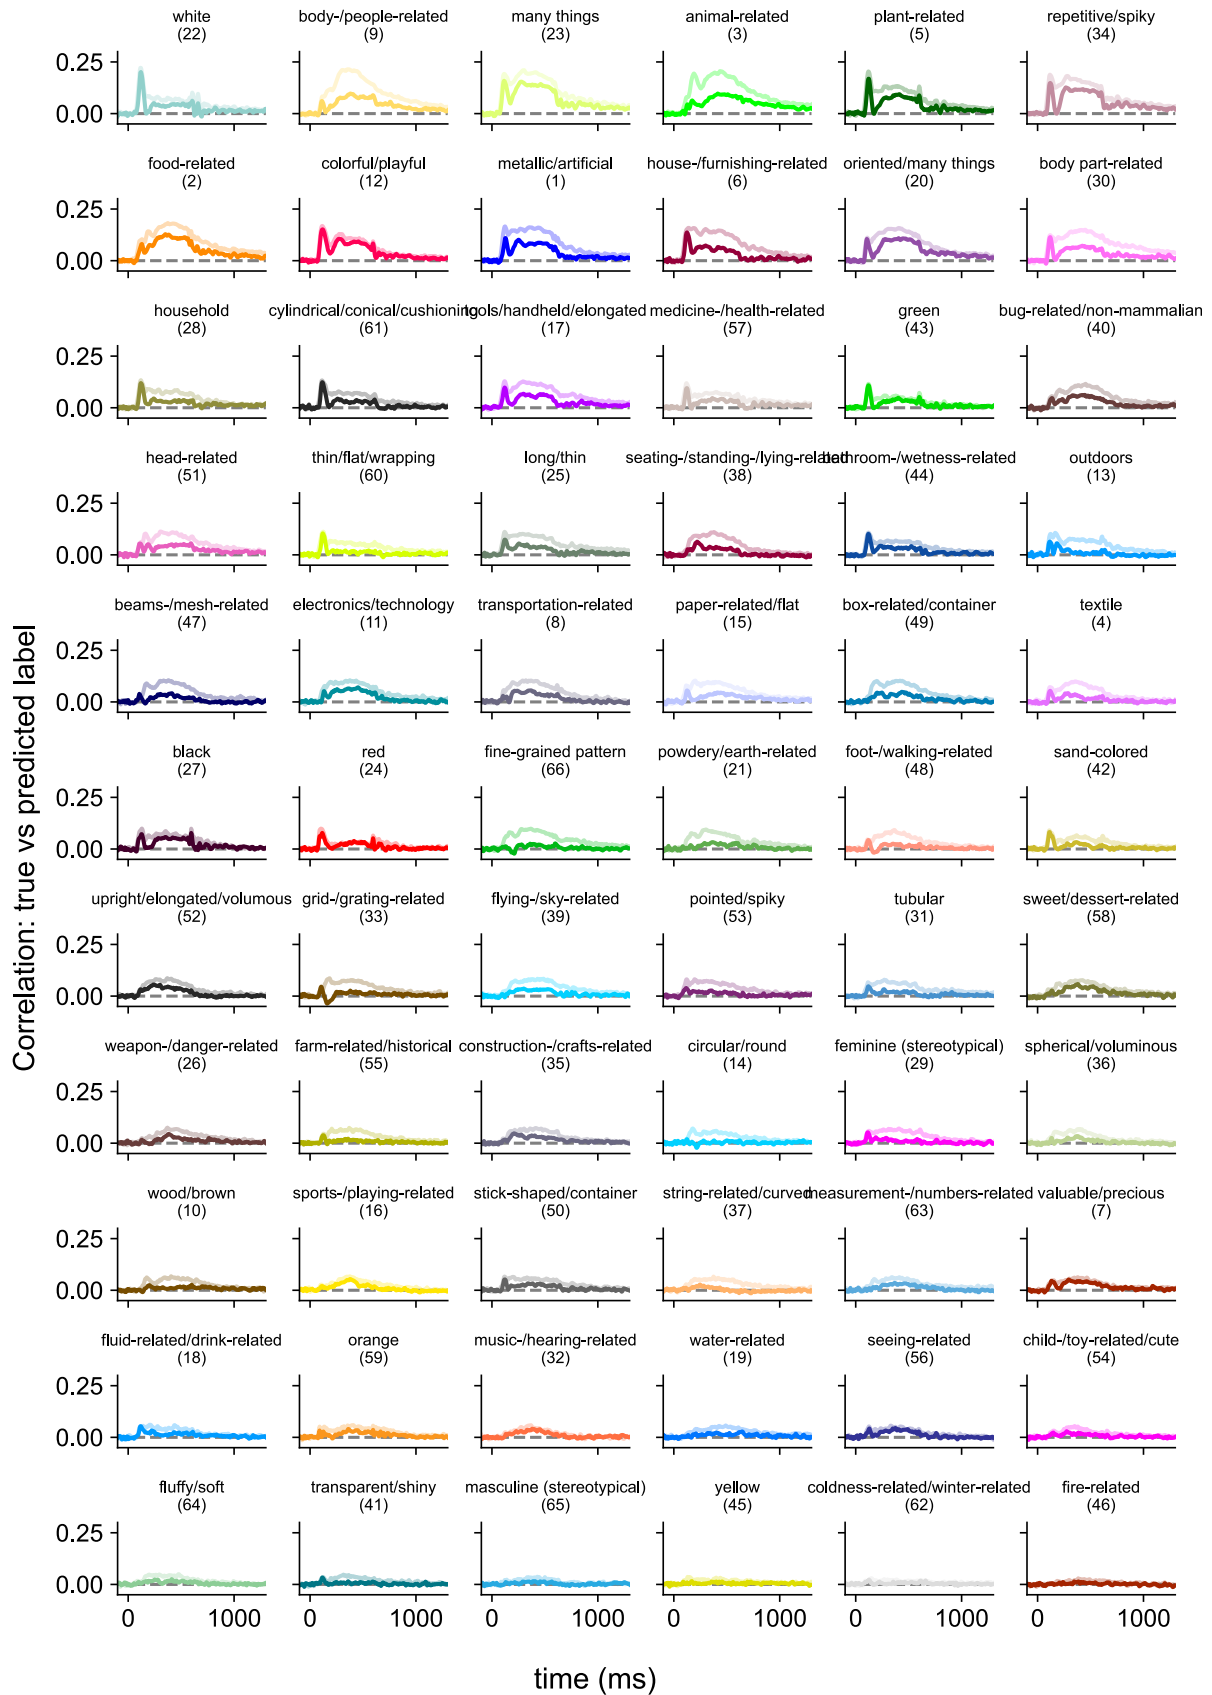 white
(22)
body-/people-related
(9)
many things
(23)
animal-related
(3)
plant-related
(5)
repetitive/spiky
(34)
0.25
0.00
food-related
(2)
colorful/playful
(12)
metallic/artificial
(1)
house-/furnishing-related
(6)
oriented/many things
(20)
body part-related
(30)
0.25
0.00
household
(28)
cylindrical/conical/cushioning
(61)
tools/handheld/elongated
(17)
medicine-/health-related
(57)
green
(43)
bug-related/non-mammalian
(40)
0.25
0.00
head-related
(51)
thin/flat/wrapping
(60)
long/thin
(25)
seating-/standing-/lying-related
(38)
bathroom-/wetness-related
(44)
outdoors
(13)
0.25
0.00
beams-/mesh-related
(47)
electronics/technology
(11)
transportation-related
(8)
paper-related/flat
(15)
box-related/container
(49)
textile
(4)
0.25
0.00
black
(27)
red
(24)
fine-grained pattern
(66)
powdery/earth-related
(21)
foot-/walking-related
(48)
sand-colored
(42)
0.25
0.00
upright/elongated/volumous
(52)
grid-/grating-related
(33)
flying-/sky-related
(39)
pointed/spiky
(53)
tubular
(31)
sweet/dessert-related
(58)
0.25
0.00
weapon-/danger-related
(26)
farm-related/historical
(55)
construction-/crafts-related
(35)
circular/round
(14)
feminine (stereotypical)
(29)
spherical/voluminous
(36)
0.25
0.00
wood/brown
(10)
sports-/playing-related
(16)
stick-shaped/container
(50)
string-related/curved
(37)
measurement-/numbers-related
(63)
valuable/precious
(7)
0.25
0.00
fluid-related/drink-related
(18)
orange
(59)
music-/hearing-related
(32)
water-related
(19)
seeing-related
(56)
child-/toy-related/cute
(54)
0.25
0.00
fluffy/soft
(64)
transparent/shiny
(41)
masculine (stereotypical)
(65)
yellow
(45)
coldness-related/winter-related
(62)
fire-related
(46)
0.25
0.00
0 1000 0 1000 0 1000 0 1000 0 1000 0 1000
Correlation: true vs predicted label
time (ms)